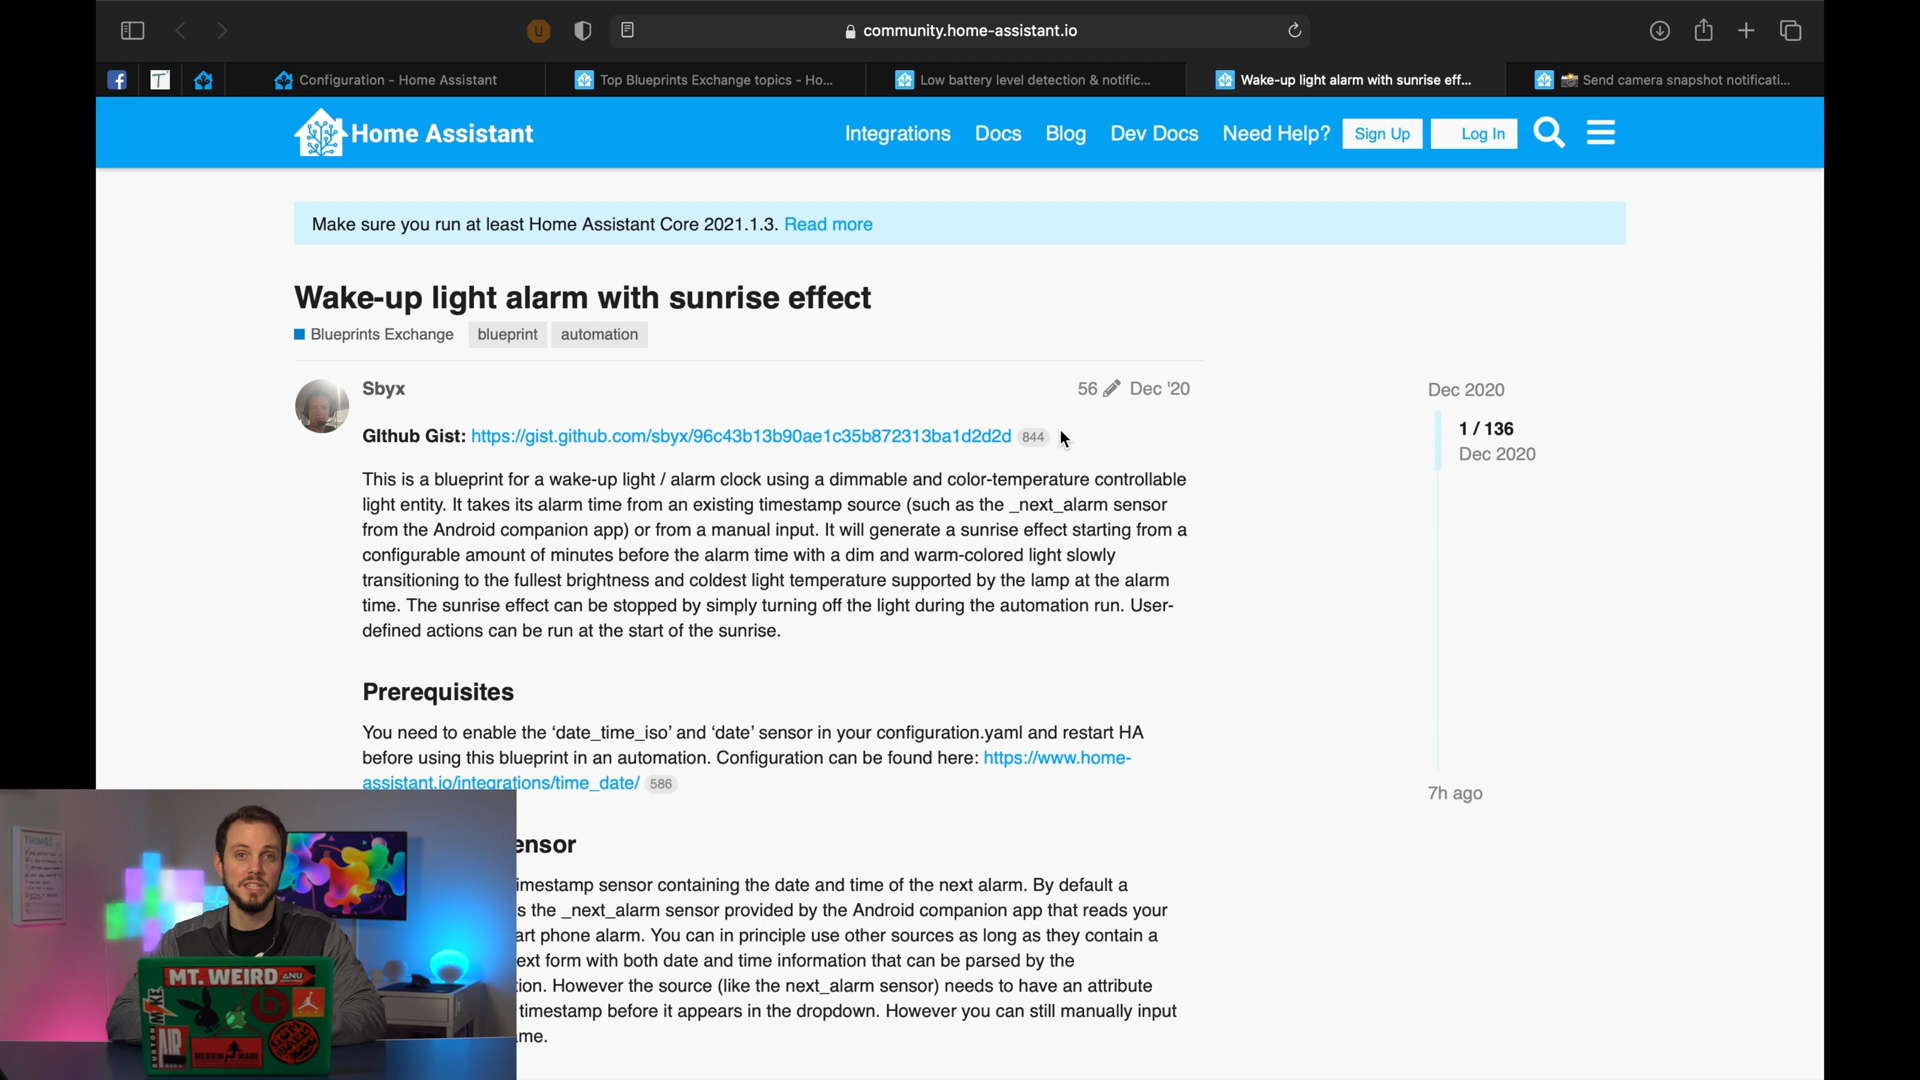 community.home-assistant.io
Configuration - Home Assistant
Top Blueprints Exchange topics - Ho...
Low battery level detection & notific...
Wake-up light alarm with sunrise eff...
Send camera snapshot notificati...
Home Assistant
Integrations
Docs
Blog
Dev Docs
Need Help?
Sign Up
Log In
Make sure you run at least Home Assistant Core 2021.1.3. Read more
Wake-up light alarm with sunrise effect
Blueprints Exchange
blueprint
automation
Sbyx
56
Dec '20
GIthub Gist: https://gist.github.com/sbyx/96c43b13b90ae1c35b872313ba1d2d2d 844
This is a blueprint for a wake-up light / alarm clock using a dimmable and color-temperature controllable
light entity. It takes its alarm time from an existing timestamp source (such as the _next_alarm sensor
from the Android companion app) or from a manual input. It will generate a sunrise effect starting from a
configurable amount of minutes before the alarm time with a dim and warm-colored light slowly
transitioning to the fullest brightness and coldest light temperature supported by the lamp at the alarm
time. The sunrise effect can be stopped by simply turning off the light during the automation run. User-
defined actions can be run at the start of the sunrise.
Prerequisites
You need to enable the ‘date_time_iso’ and ‘date’ sensor in your configuration.yaml and restart HA
before using this blueprint in an automation. Configuration can be found here: https://www.home-
assistant.io/integrations/time_date/ 586
ensor
imestamp sensor containing the date and time of the next alarm. By default a
s the _next_alarm sensor provided by the Android companion app that reads your
art phone alarm. You can in principle use other sources as long as they contain a
ext form with both date and time information that can be parsed by the
tion. However the source (like the next_alarm sensor) needs to have an attribute
timestamp before it appears in the dropdown. However you can still manually input
me.
Dec 2020
1 / 136
Dec 2020
7h ago
THINGS
MT. WEIRD
ANU
AIR
BURTON
MERVIN MADE